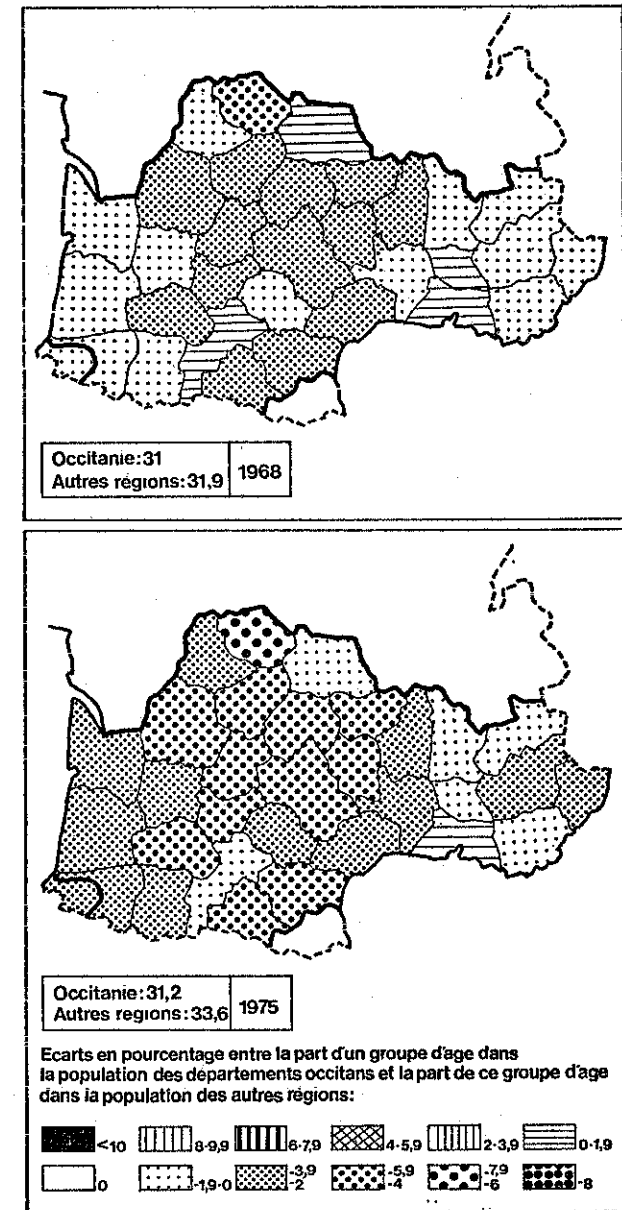 Occitanie:31
Autres régions:31,9
1968
Occitanie:31,2
Autres regions:33,6
1975
Ecarts en pourcentage entre la part d'un groupe d'age dans
la population des départements occitans et la part de ce groupe d'age
dans la population des autres régions:
<10 8-9,9 6-7,9 4-5,9 2-3,9 0-1,9
0 -1,9-0 -3,9 -2 -5,9 -4 -7,9 -6 -8